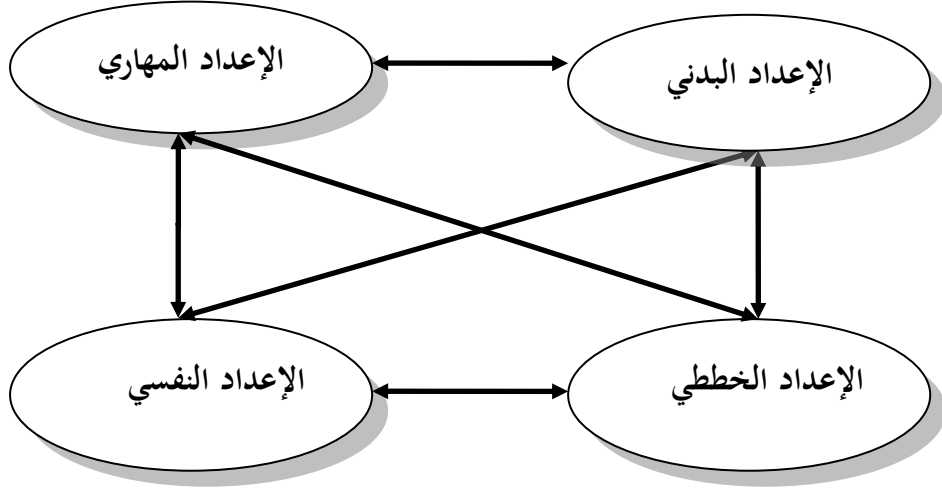 الإعداد البدني
الإعداد المهاري
الإعداد الخططي
الإعداد النفسي